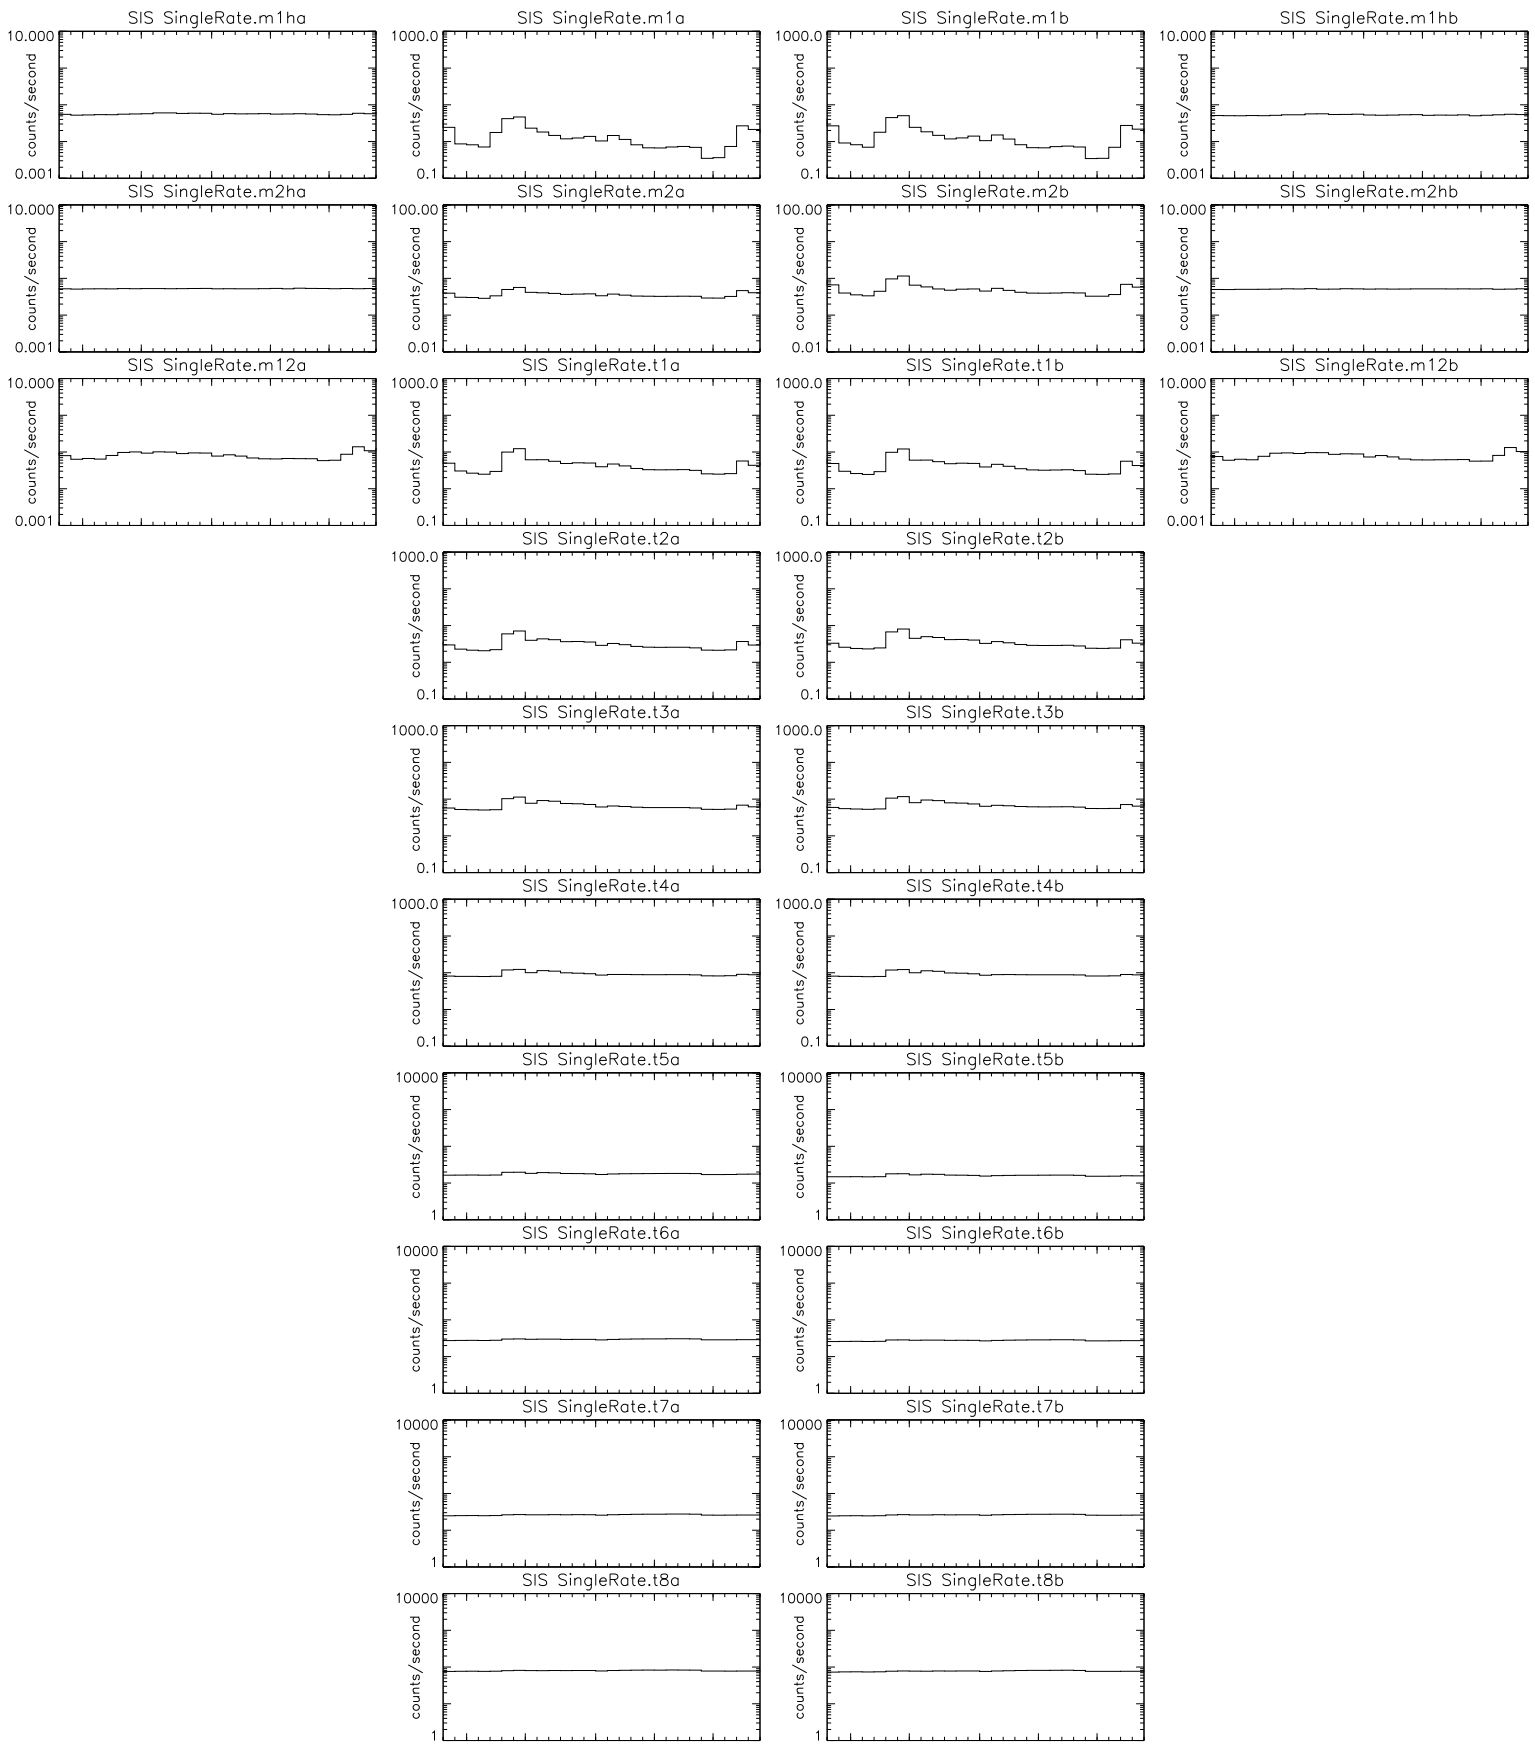 SIS SingleRate.m1ha
10.000
counts/second
0.001
SIS SingleRate.m1a
1000.0
counts/second
0.1
SIS SingleRate.m1b
1000.0
counts/second
0.1
SIS SingleRate.m1hb
10.000
counts/second
0.001
SIS SingleRate.m2ha
10.000
counts/second
0.001
SIS SingleRate.m2a
100.00
counts/second
0.01
SIS SingleRate.m2b
100.00
counts/second
0.01
SIS SingleRate.m2hb
10.000
counts/second
0.001
SIS SingleRate.m12a
10.000
counts/second
0.001
SIS SingleRate.t1a
1000.0
counts/second
0.1
SIS SingleRate.t1b
1000.0
counts/second
0.1
SIS SingleRate.m12b
10.000
counts/second
0.001
SIS SingleRate.t2a
1000.0
counts/second
0.1
SIS SingleRate.t2b
1000.0
counts/second
0.1
SIS SingleRate.t3a
1000.0
counts/second
0.1
SIS SingleRate.t3b
1000.0
counts/second
0.1
SIS SingleRate.t4a
1000.0
counts/second
0.1
SIS SingleRate.t4b
1000.0
counts/second
0.1
SIS SingleRate.t5a
10000
counts/second
1
SIS SingleRate.t5b
10000
counts/second
1
SIS SingleRate.t6a
10000
counts/second
1
SIS SingleRate.t6b
10000
counts/second
1
SIS SingleRate.t7a
10000
counts/second
1
SIS SingleRate.t7b
10000
counts/second
1
SIS SingleRate.t8a
10000
counts/second
1
SIS SingleRate.t8b
10000
counts/second
1